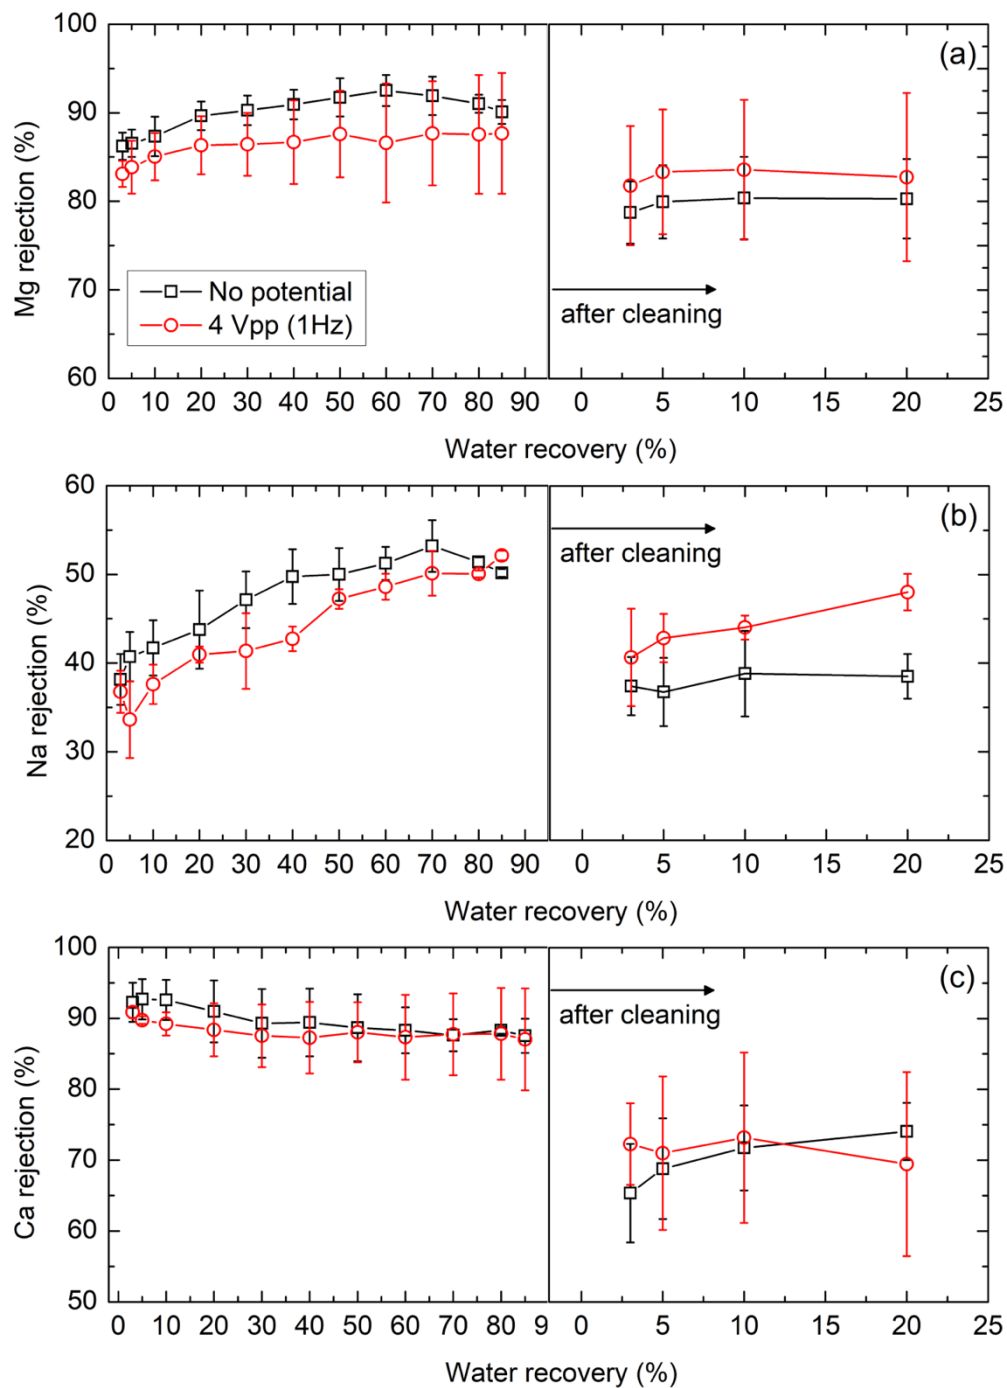 100
90
80
70
60
Mg rejection (%)
No potential
4 Vpp (1Hz)
(a)
after cleaning
0 10 20 30 40 50 60 70 80 90
0 5 10 15 20 25
Water recovery (%)
60
50
40
30
20
Na rejection (%)
(b)
after cleaning
0 10 20 30 40 50 60 70 80 90
0 5 10 15 20 25
Water recovery (%)
100
90
80
70
60
50
Ca rejection (%)
(c)
after cleaning
0 10 20 30 40 50 60 70 80 9
0 5 10 15 20 25
Water recovery (%)